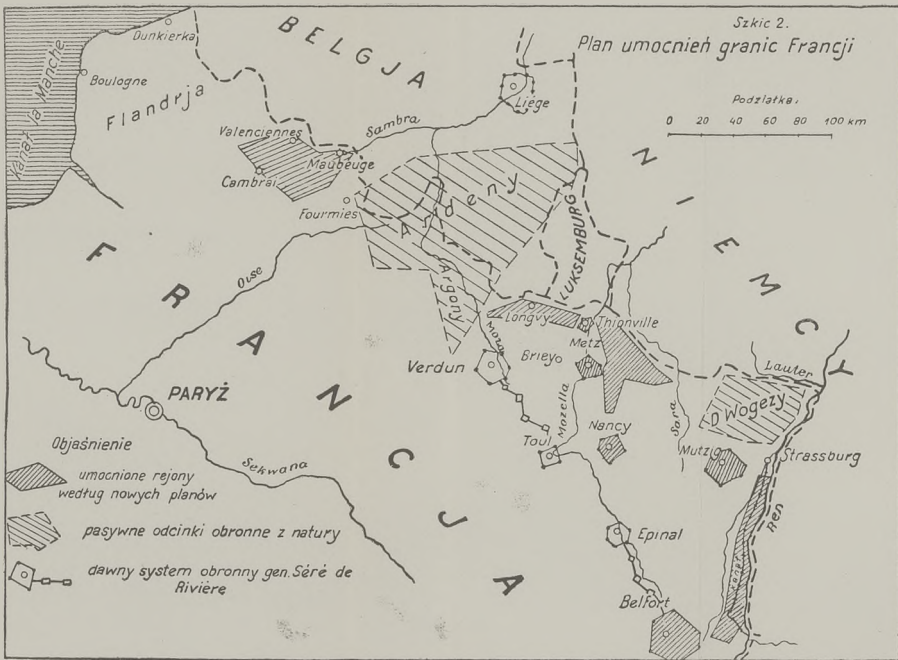 Szkic 2.
Plan umocnień granic Francji
Podziałka.
0 20 40 60 80 100 km
Dunkierka
BELGJA
Kanał La Manche
Boulogne
Flandrja
Liége
Valenciennes
Sambra
Maubeuge
Cambrai
Ardeny
Fourmies
NIEMCY
LUKSEMBURG
FRANCJA
Oise
Argony
Longvy
Thionville
Moza
Metz
Briey
Verdun
Lauter
PARYŻ
Mozella
Sara
D. Wogezy
Nancy
Toul
Mutzig
Strassburg
Sekwana
Ren
Epinal
Belfort
Objaśnienie
umocnione rejony
według nowych planów
pasywne odcinki obronne z natury
dawny system obronny gen. Séré de
Rivière